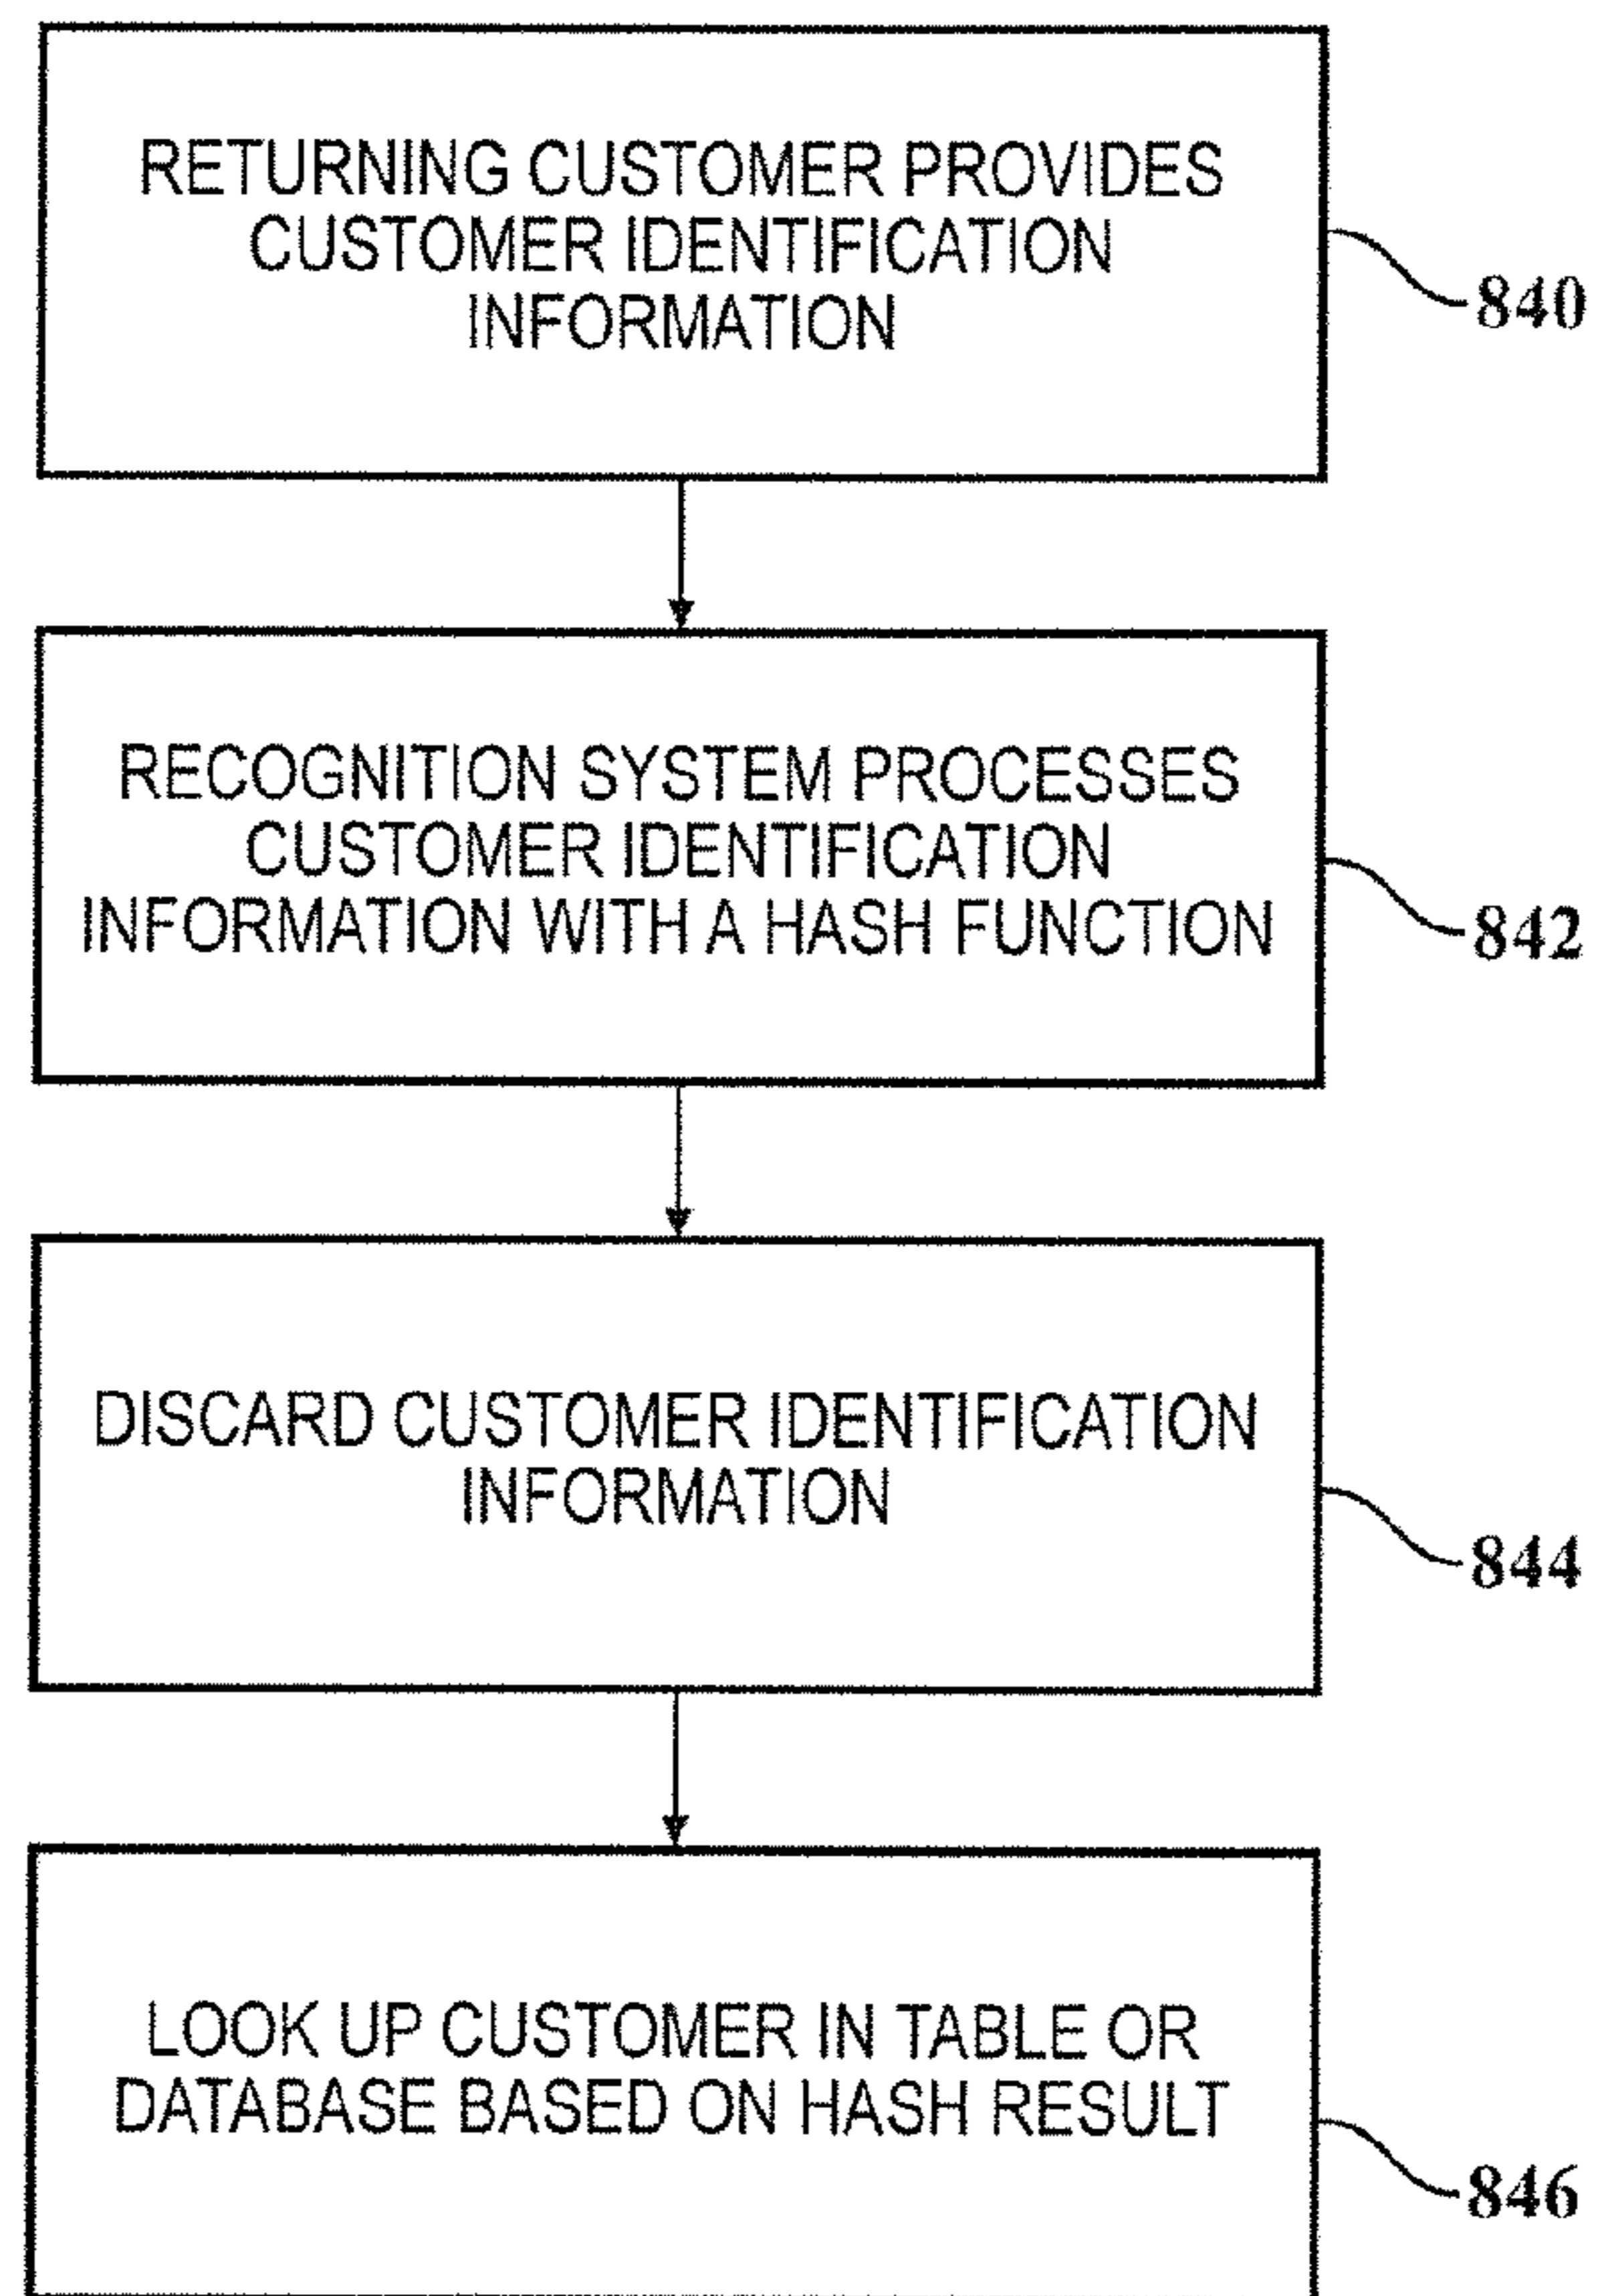 RETURNING CUSTOMER PROVIDES
CUSTOMER IDENTIFICATION
INFORMATION
840
RECOGNITION SYSTEM PROCESSES
CUSTOMER IDENTIFICATION
INFORMATION WITH A HASH FUNCTION
842
DISCARD CUSTOMER IDENTIFICATION
INFORMATION
844
LOOK UP CUSTOMER IN TABLE OR
DATABASE BASED ON HASH RESULT
846